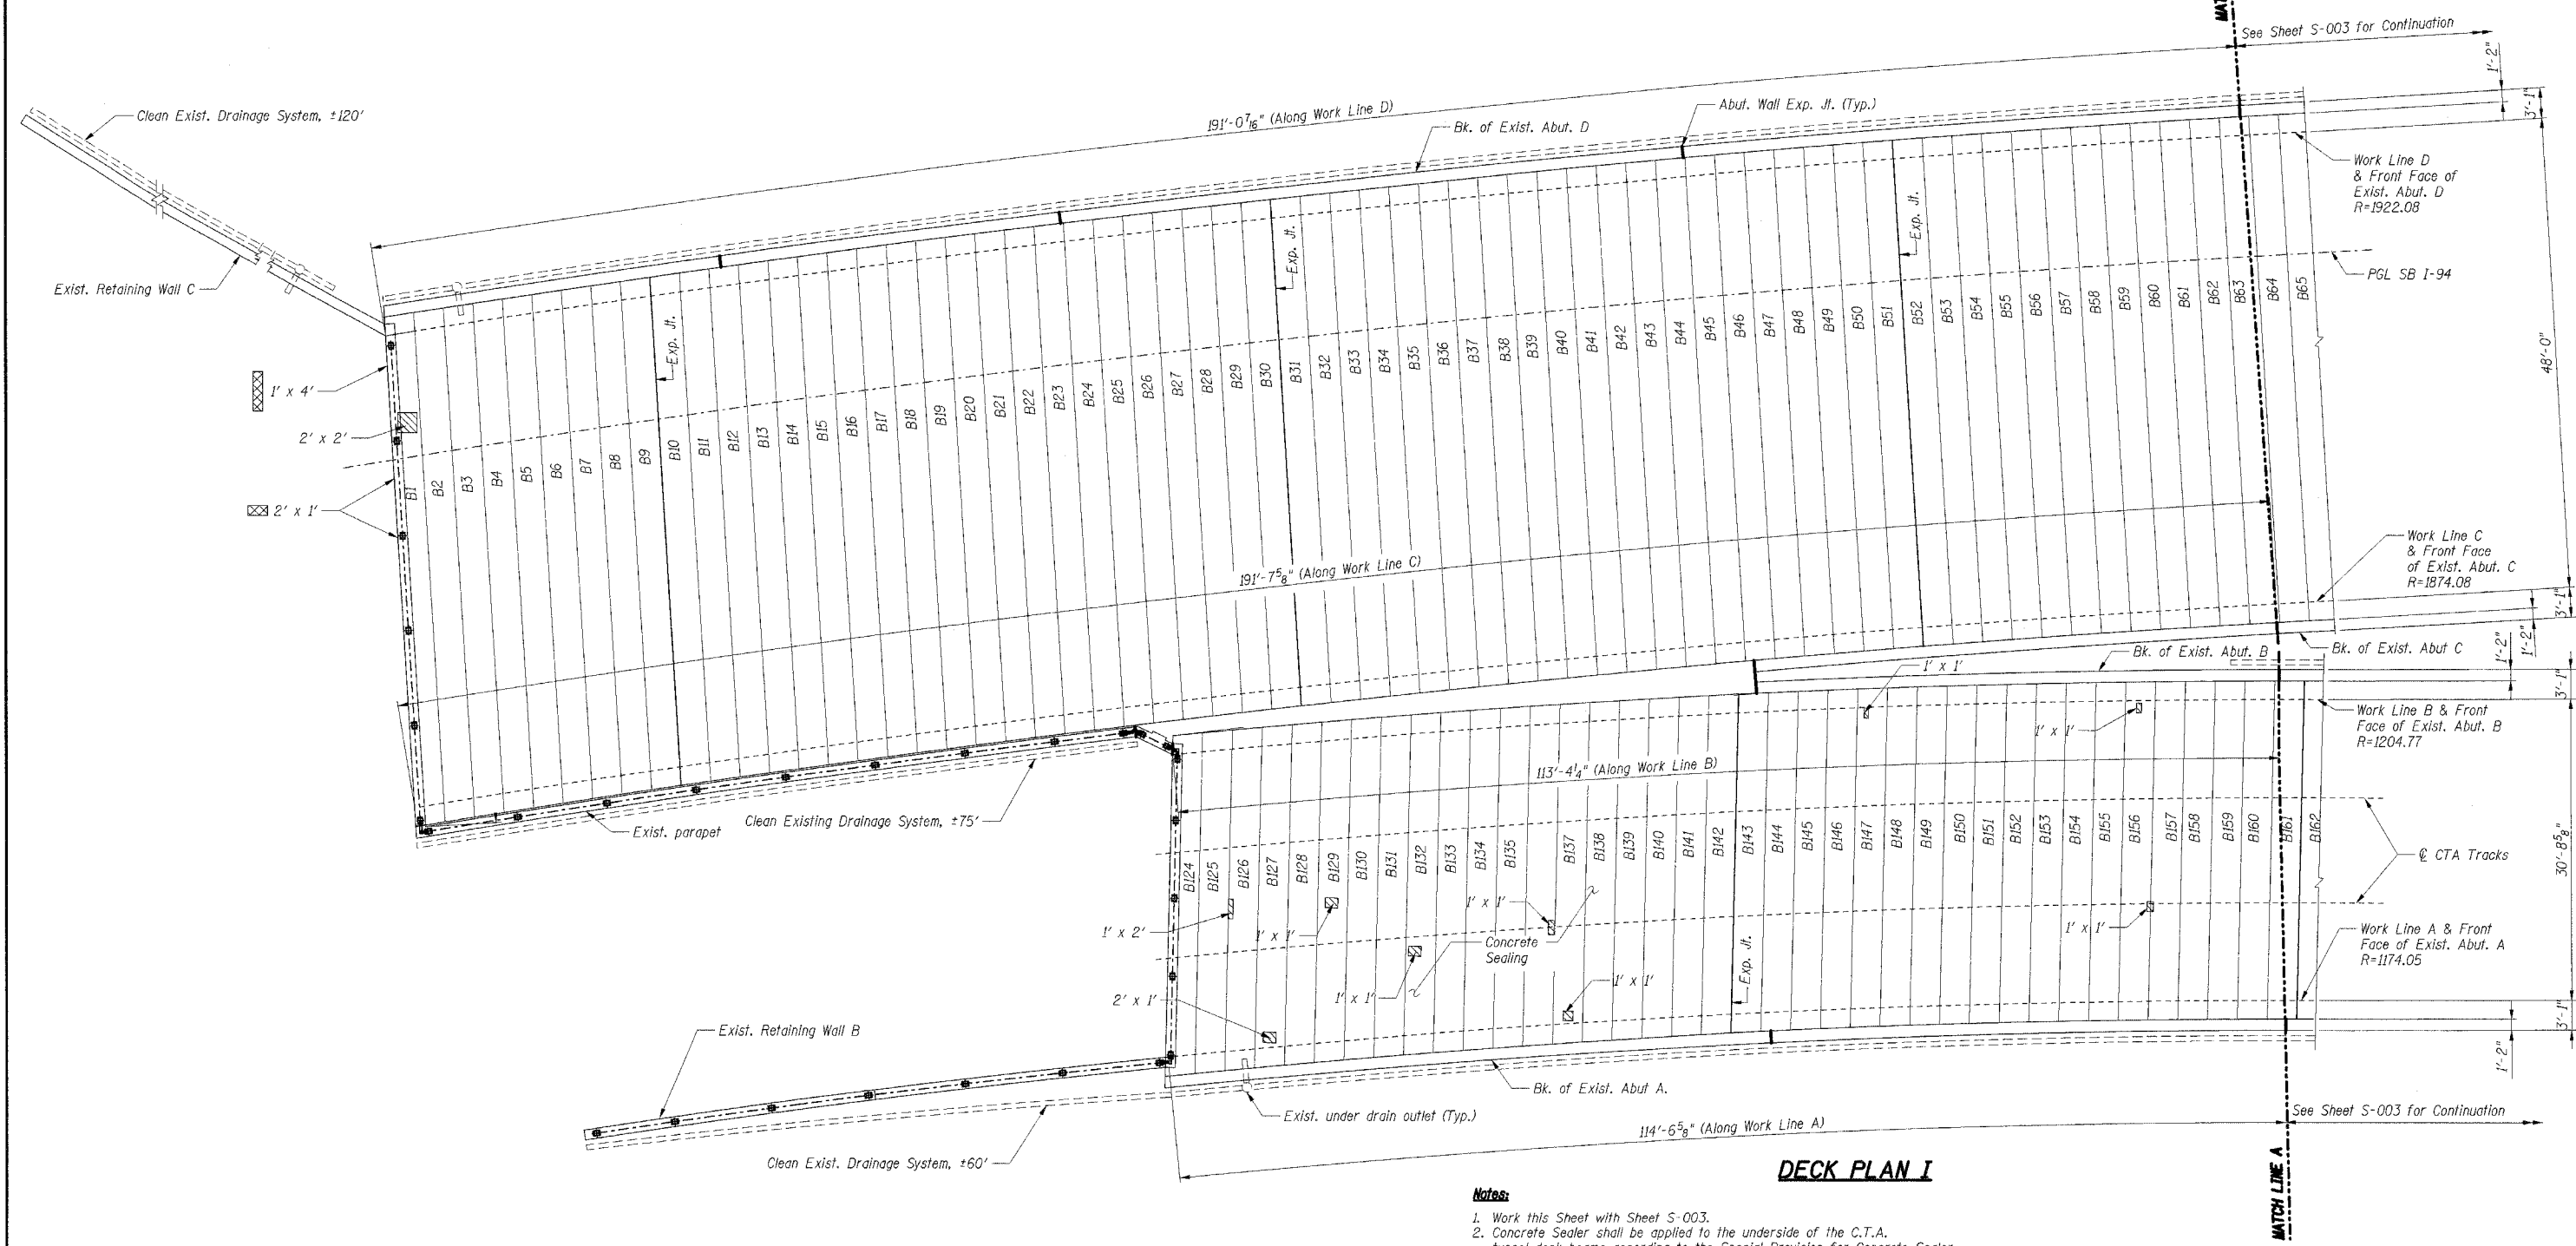 See Sheet S-003 for Continuation
1'-2"
3'-1"
Clean Exist. Drainage System, ±120'
191'-0 7/16" (Along Work Line D)
Abut. Wall Exp. Jt. (Typ.)
Bk. of Exist. Abut. D
Work Line D
& Front Face of
Exist. Abut. D
R=1922.08
Exist. Retaining Wall C
Exp. Jt.
Exp. Jt.
Exp. Jt.
PGL SB I-94
1' x 4'
2' x 2'
2' x 1'
B1
B2
B3
B4
B5
B6
B7
B8
B9
B10
B11
B12
B13
B14
B15
B16
B17
B18
B19
B20
B21
B22
B23
B24
B25
B26
B27
B28
B29
B30
B31
B32
B33
B34
B35
B36
B37
B38
B39
B40
B41
B42
B43
B44
B45
B46
B47
B48
B49
B50
B51
B52
B53
B54
B55
B56
B57
B58
B59
B60
B61
B62
B63
B64
B65
48'-0"
191'-7 5/8" (Along Work Line C)
Work Line C
& Front Face
of Exist. Abut. C
R=1874.08
3'-1"
1'-2"
1'-2"
3'-1"
Bk. of Exist. Abut. B
Bk. of Exist. Abut C
1' x 1'
1' x 1'
Work Line B & Front
Face of Exist. Abut. B
R=1204.77
113'-4 1/4" (Along Work Line B)
Clean Existing Drainage System, ±75'
Exist. parapet
B124
B125
B126
B127
B128
B129
B130
B131
B132
B133
B134
B135
B137
B138
B139
B140
B141
B142
B143
B144
B145
B146
B147
B148
B149
B150
B151
B152
B153
B154
B155
B156
B157
B158
B159
B160
B161
B162
℄ CTA Tracks
30'-8 5/8"
1' x 2'
1' x 1'
1' x 1'
1' x 1'
Concrete
Sealing
Exp. Jt.
Work Line A & Front
Face of Exist. Abut. A
R=1174.05
2' x 1'
1' x 1'
1' x 1'
3'-1"
1'-2"
Exist. Retaining Wall B
Bk. of Exist. Abut A.
Exist. under drain outlet (Typ.)
See Sheet S-003 for Continuation
114'-6 5/8" (Along Work Line A)
Clean Exist. Drainage System, ±60'
MATCH LINE A
DECK PLAN I
Notes:
1. Work this Sheet with Sheet S-003.
2. Concrete Sealer shall be applied to the underside of the C.T.A.